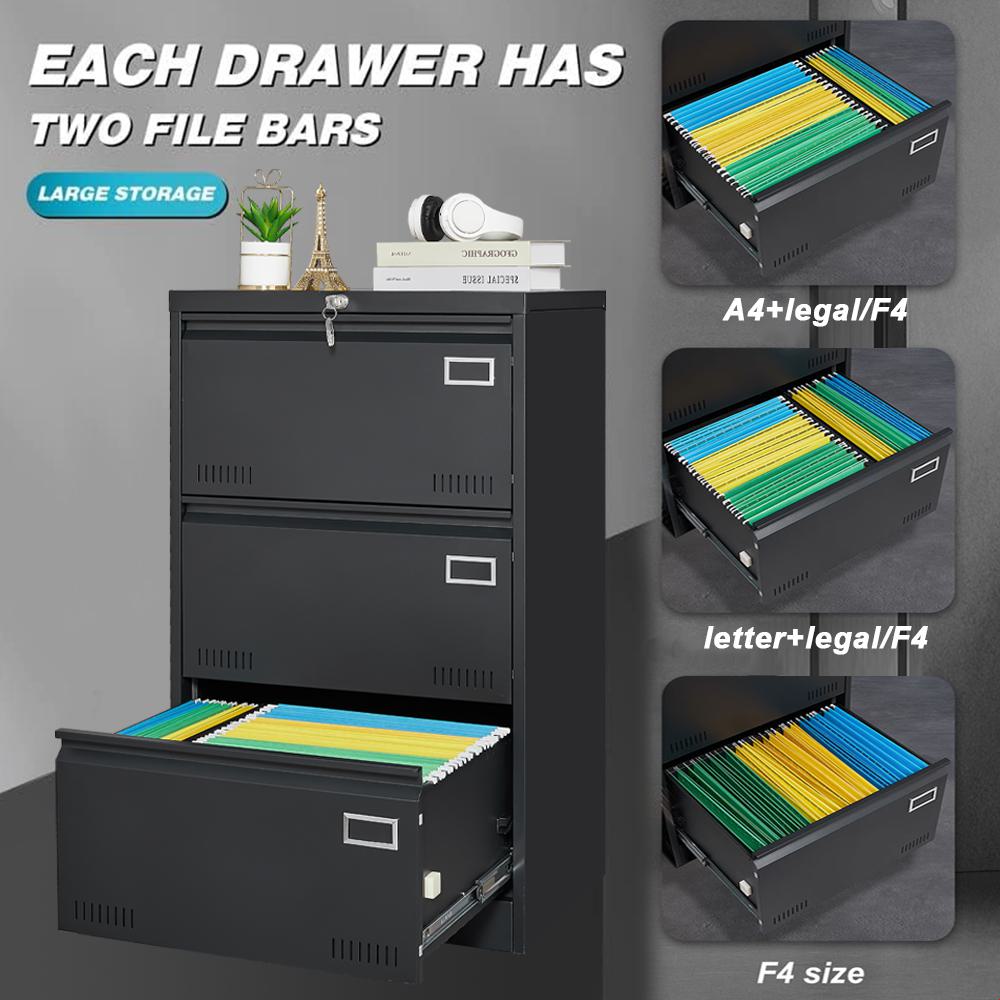 EACH DRAWER HAS
TWO FILE BARS
LARGE STORAGE
GEOGRAPHIC
SPECIAL ISSUE
A4+legal/F4
letter+legal/F4
F4 size